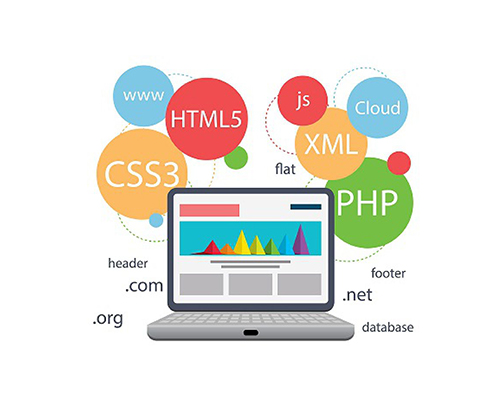 www
HTML5
js
Cloud
XML
CSS3
flat
PHP
header
footer
.com
.net
.org
database